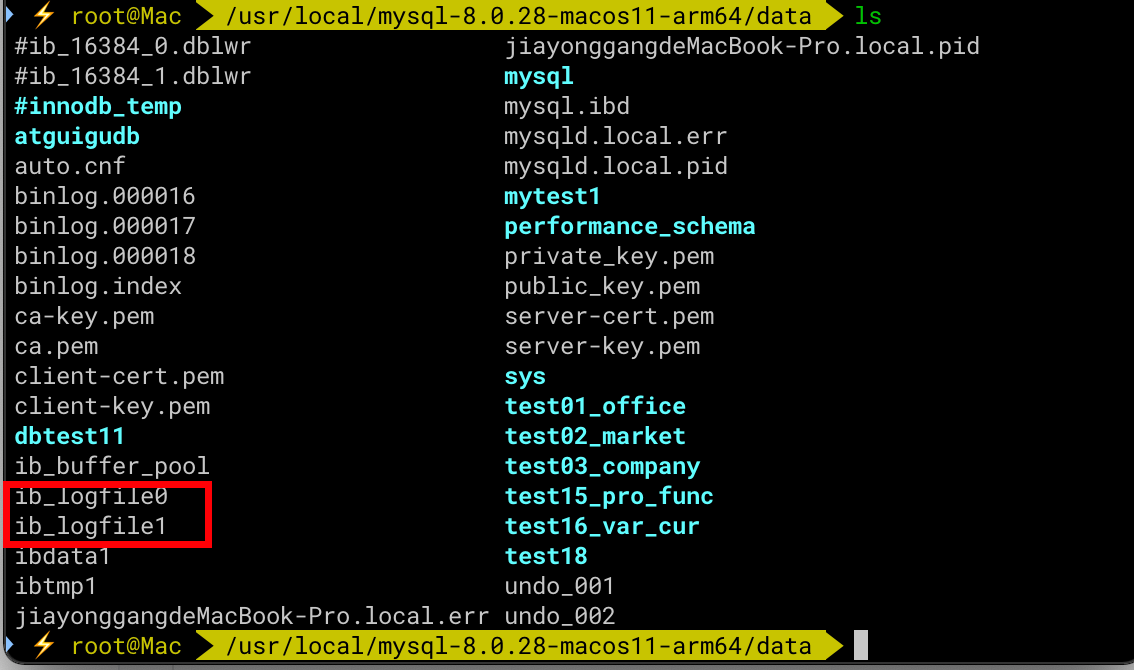 root@Mac /usr/local/mysql-8.0.28-macos11-arm64/data ls
#ib_16384_0.dblwr jiayonggangdeMacBook-Pro.local.pid
#ib_16384_1.dblwr mysql
#innodb_temp mysql.ibd
atguigudb mysqld.local.err
auto.cnf mysqld.local.pid
binlog.000016 mytest1
binlog.000017 performance_schema
binlog.000018 private_key.pem
binlog.index public_key.pem
ca-key.pem server-cert.pem
ca.pem server-key.pem
client-cert.pem sys
client-key.pem test01_office
dbtest11 test02_market
ib_buffer_pool test03_company
ib_logfile0 test15_pro_func
ib_logfile1 test16_var_cur
ibdata1 test18
ibtmp1 undo_001
jiayonggangdeMacBook-Pro.local.err undo_002
root@Mac /usr/local/mysql-8.0.28-macos11-arm64/data